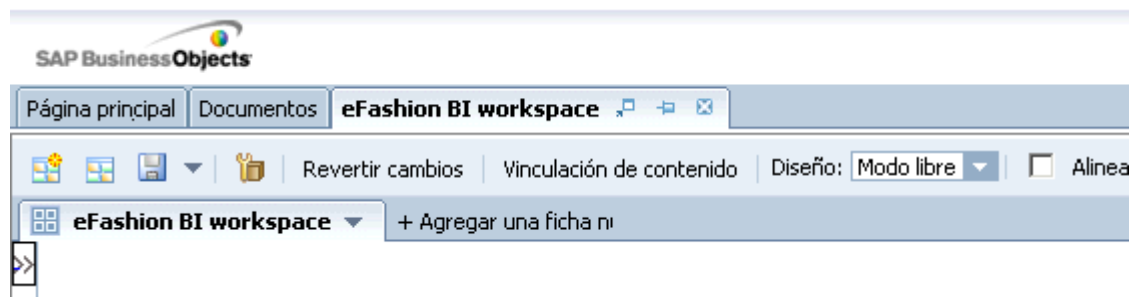 SAP BusinessObjects
Página principal Documentos eFashion BI workspace
Revertir cambios Vinculación de contenido Diseño: Modo libre Alinea
eFashion BI workspace + Agregar una ficha
>>